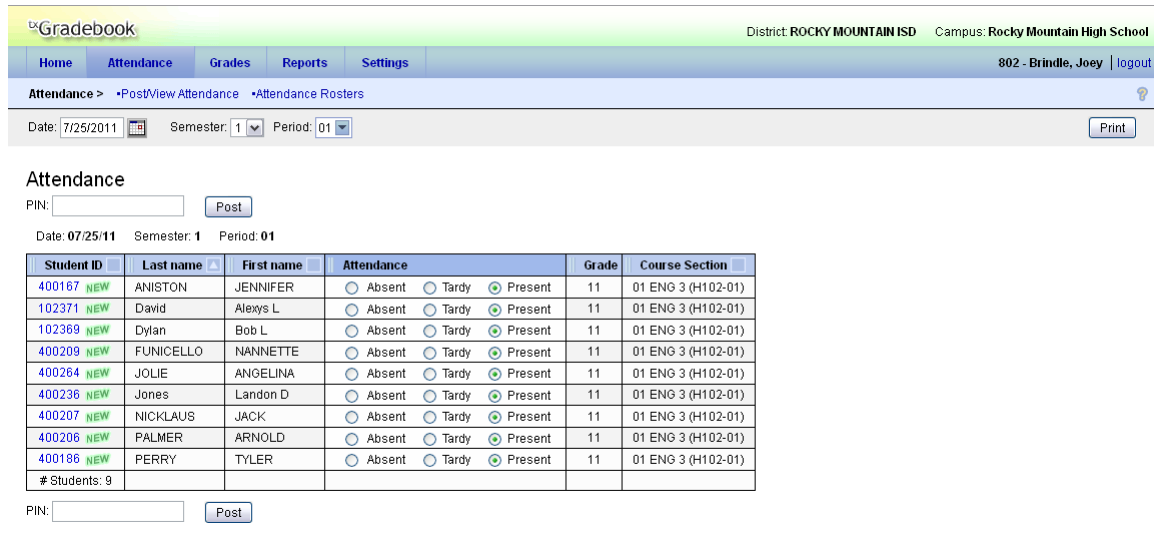 txGradebook
District: ROCKY MOUNTAIN ISD Campus: Rocky Mountain High School
Home Attendance Grades Reports Settings 802 - Brindle, Joey | logout
Attendance > •Post/View Attendance •Attendance Rosters ?
Date: 7/25/2011 Semester: 1 Period: 01 Print
Attendance
PIN: Post
Date: 07/25/11 Semester: 1 Period: 01
Student ID Last name First name Attendance Grade Course Section
400167 NEW ANISTON JENNIFER Absent Tardy Present 11 01 ENG 3 (H102-01)
102371 NEW David Alexys L Absent Tardy Present 11 01 ENG 3 (H102-01)
102369 NEW Dylan Bob L Absent Tardy Present 11 01 ENG 3 (H102-01)
400209 NEW FUNICELLO NANNETTE Absent Tardy Present 11 01 ENG 3 (H102-01)
400264 NEW JOLIE ANGELINA Absent Tardy Present 11 01 ENG 3 (H102-01)
400236 NEW Jones Landon D Absent Tardy Present 11 01 ENG 3 (H102-01)
400207 NEW NICKLAUS JACK Absent Tardy Present 11 01 ENG 3 (H102-01)
400206 NEW PALMER ARNOLD Absent Tardy Present 11 01 ENG 3 (H102-01)
400186 NEW PERRY TYLER Absent Tardy Present 11 01 ENG 3 (H102-01)
# Students: 9
PIN: Post